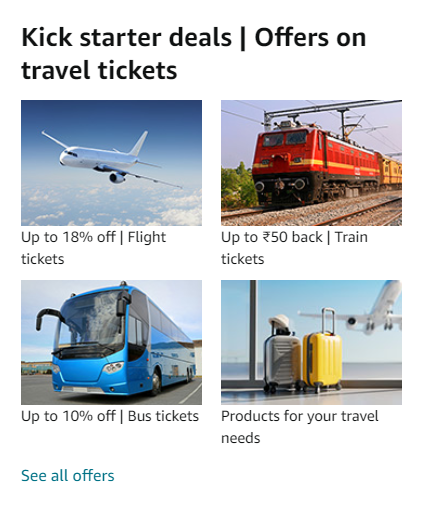 Kick starter deals | Offers on
travel tickets
Up to 18% off | Flight
tickets
Up to ₹50 back | Train
tickets
Up to 10% off | Bus tickets
Products for your travel
needs
See all offers